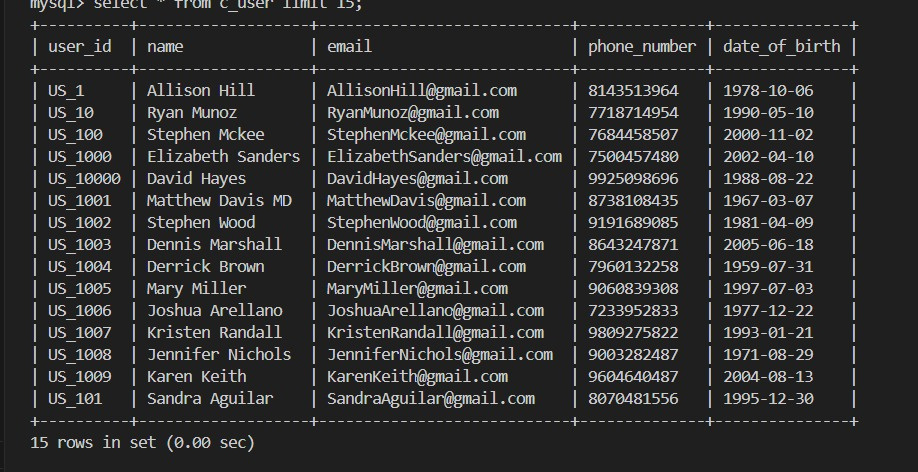 mysql> select * from c_user limit 15;
+----------+-------------------+--------------------------+--------------+---------------+
| user_id | name | email | phone_number | date_of_birth |
+----------+-------------------+--------------------------+--------------+---------------+
| US_1 | Allison Hill | AllisonHill@gmail.com | 8143513964 | 1978-10-06 |
| US_10 | Ryan Munoz | RyanMunoz@gmail.com | 7718714954 | 1990-05-10 |
| US_100 | Stephen Mckee | StephenMckee@gmail.com | 7684458507 | 2000-11-02 |
| US_1000 | Elizabeth Sanders | ElizabethSanders@gmail.com | 7500457480 | 2002-04-10 |
| US_10000 | David Hayes | DavidHayes@gmail.com | 9925098696 | 1988-08-22 |
| US_1001 | Matthew Davis MD | MatthewDavis@gmail.com | 8738108435 | 1967-03-07 |
| US_1002 | Stephen Wood | StephenWood@gmail.com | 9191689085 | 1981-04-09 |
| US_1003 | Dennis Marshall | DennisMarshall@gmail.com | 8643247871 | 2005-06-18 |
| US_1004 | Derrick Brown | DerrickBrown@gmail.com | 7960132258 | 1959-07-31 |
| US_1005 | Mary Miller | MaryMiller@gmail.com | 9060839308 | 1997-07-03 |
| US_1006 | Joshua Arellano | JoshuaArellano@gmail.com | 7233952833 | 1977-12-22 |
| US_1007 | Kristen Randall | KristenRandall@gmail.com | 9809275822 | 1993-01-21 |
| US_1008 | Jennifer Nichols | JenniferNichols@gmail.com | 9003282487 | 1971-08-29 |
| US_1009 | Karen Keith | KarenKeith@gmail.com | 9604640487 | 2004-08-13 |
| US_101 | Sandra Aguilar | SandraAguilar@gmail.com | 8070481556 | 1995-12-30 |
+----------+-------------------+--------------------------+--------------+---------------+
15 rows in set (0.00 sec)